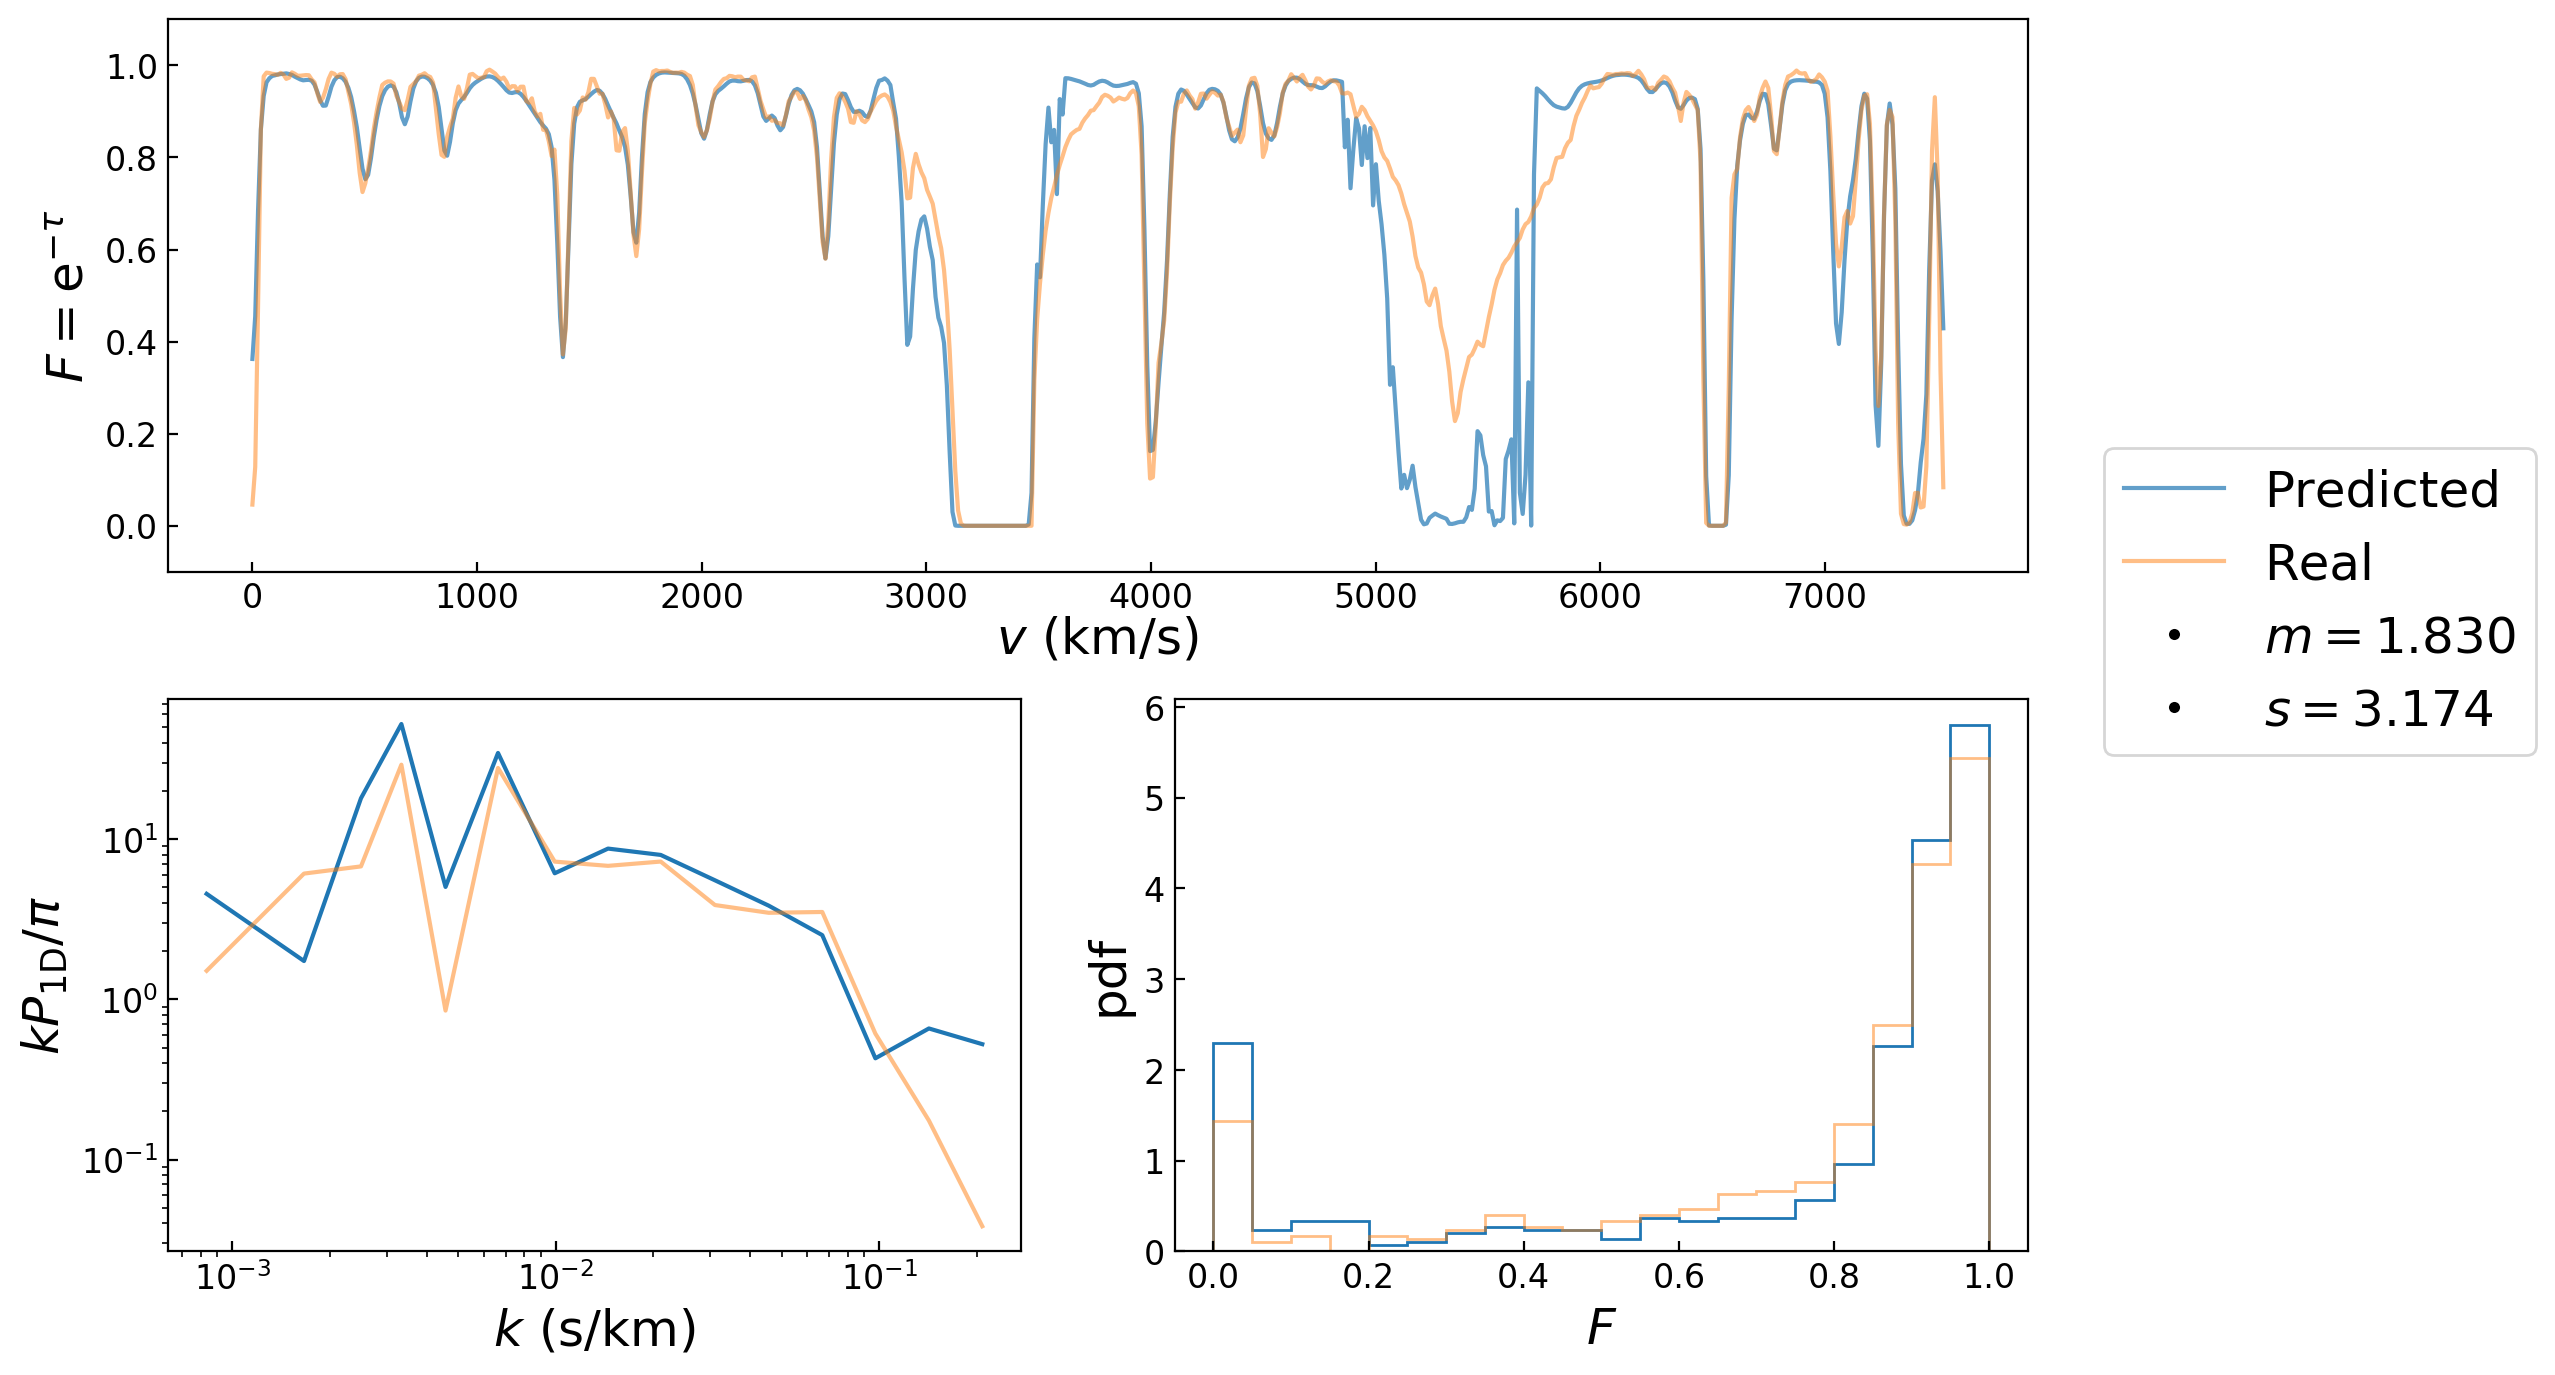 1.0
0.8
0.6
0.4
0.2
0.0
F = e^{−τ}
0 1000 2000 3000 4000 5000 6000 7000
v (km/s)
Predicted
Real
m = 1.830
s = 3.174
10^1
10^0
10^{−1}
kP_{1D}/π
10^{−3} 10^{−2} 10^{−1}
k (s/km)
6
5
4
3
2
1
0
pdf
0.0 0.2 0.4 0.6 0.8 1.0
F